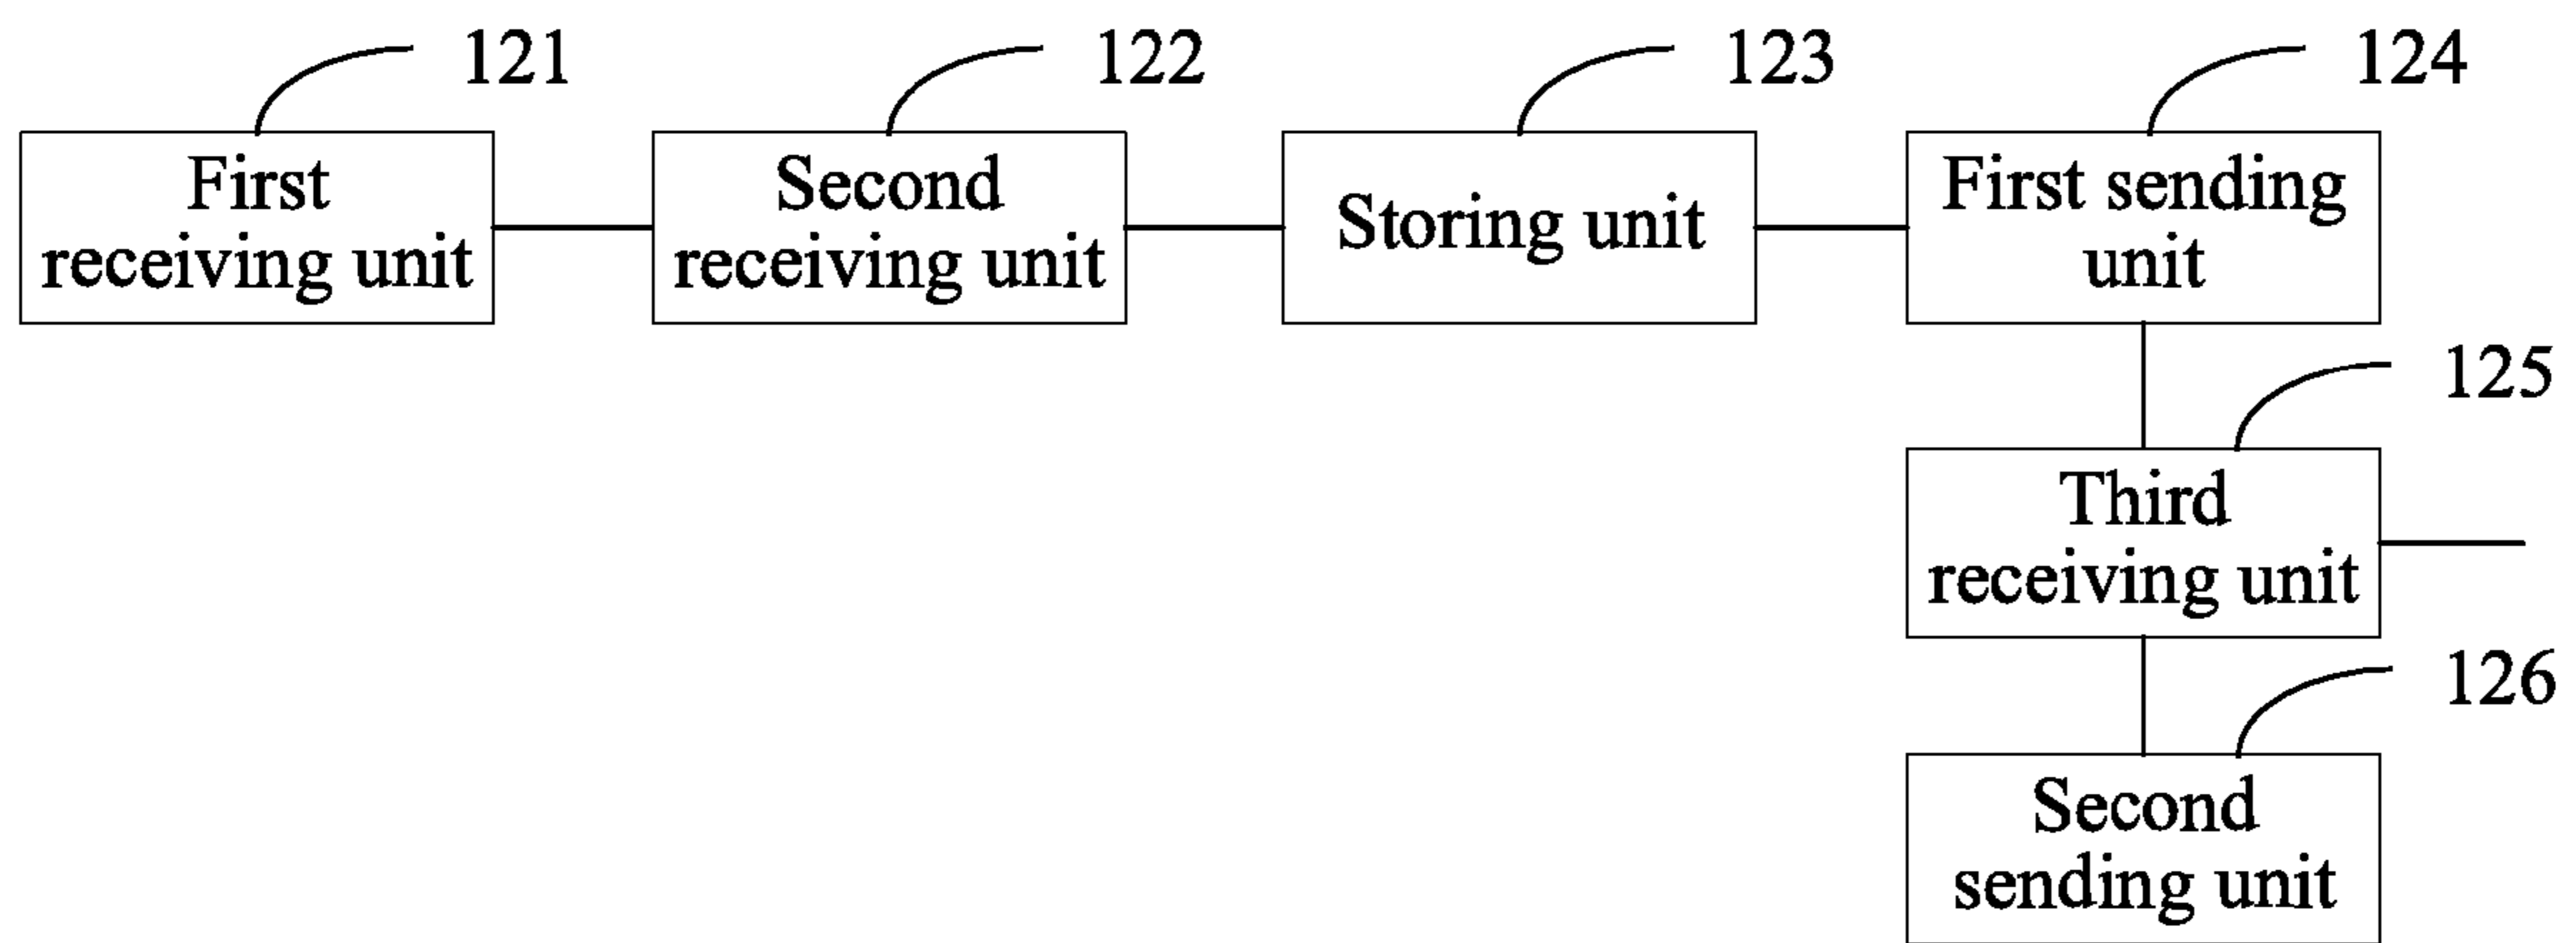 121
122
123
124
First
receiving unit
Second
receiving unit
Storing unit
First sending
unit
125
Third
receiving unit
126
Second
sending unit